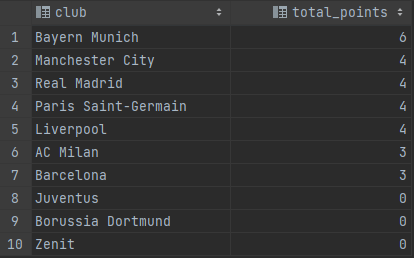 club total_points
1 Bayern Munich 6
2 Manchester City 4
3 Real Madrid 4
4 Paris Saint-Germain 4
5 Liverpool 4
6 AC Milan 3
7 Barcelona 3
8 Juventus 0
9 Borussia Dortmund 0
10 Zenit 0